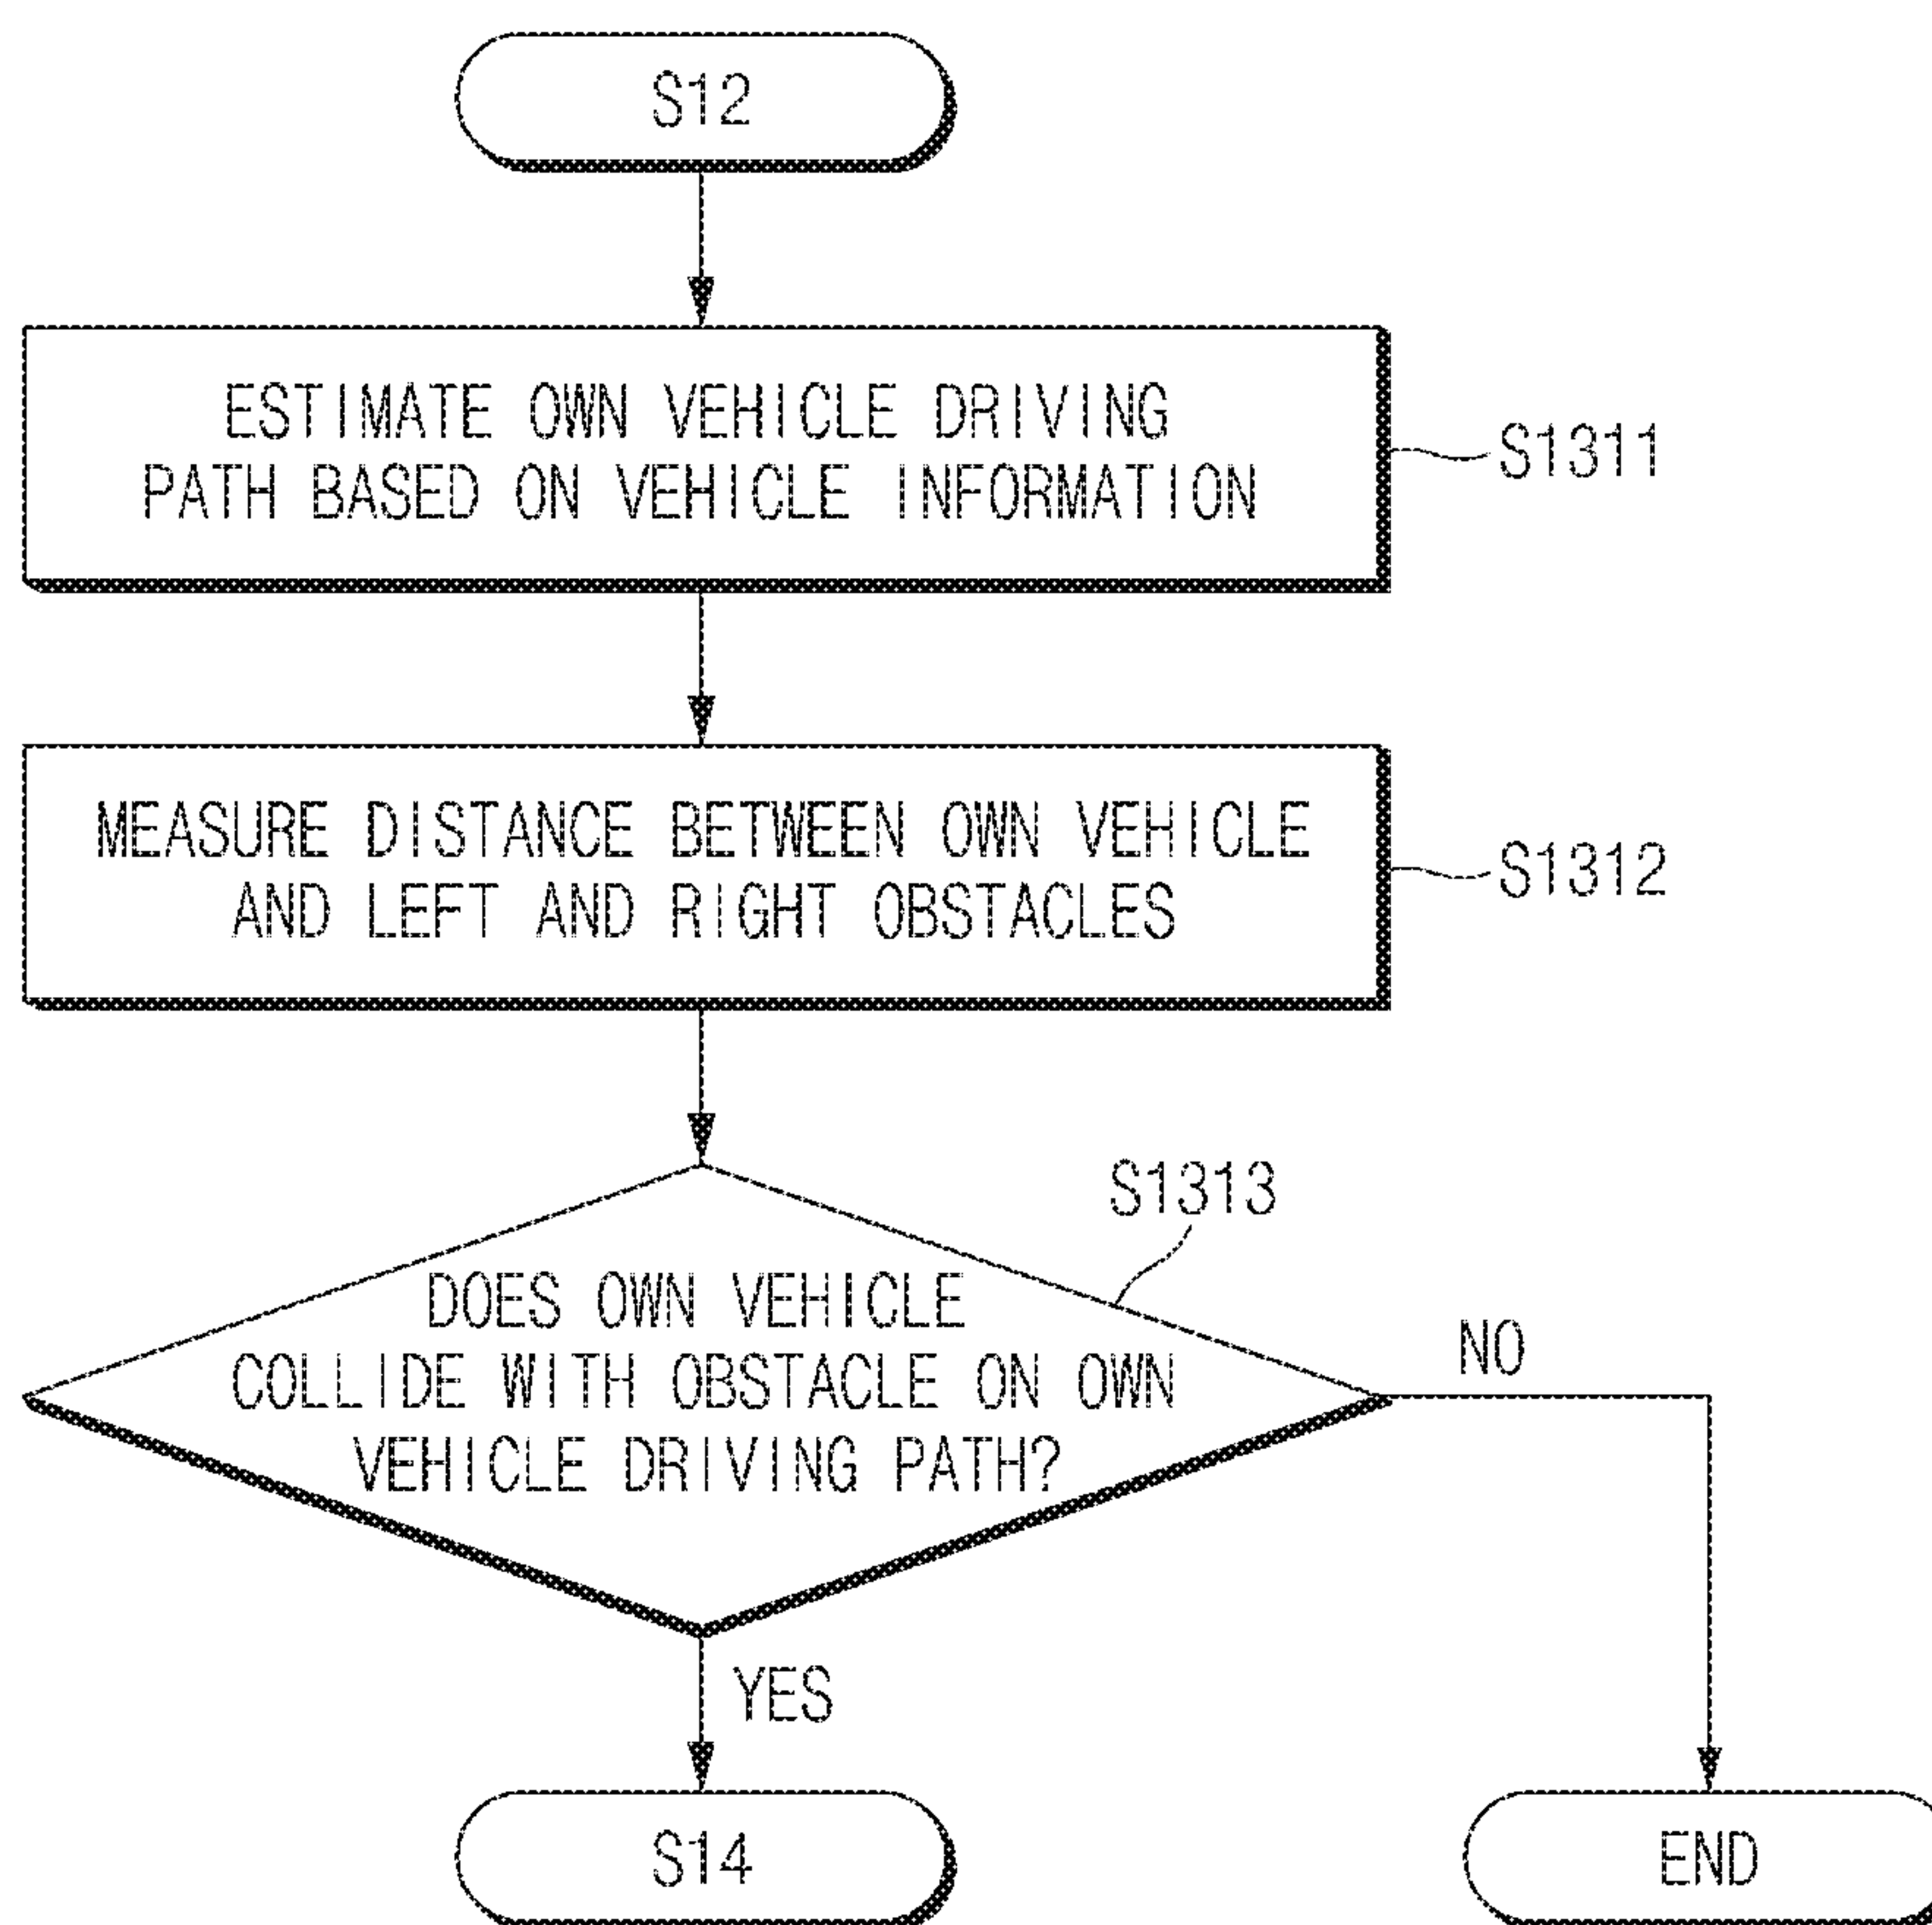 S12
ESTIMATE OWN VEHICLE DRIVING
PATH BASED ON VEHICLE INFORMATION
S1311
MEASURE DISTANCE BETWEEN OWN VEHICLE
AND LEFT AND RIGHT OBSTACLES
S1312
S1313
DOES OWN VEHICLE
COLLIDE WITH OBSTACLE ON OWN
VEHICLE DRIVING PATH?
NO
YES
S14
END